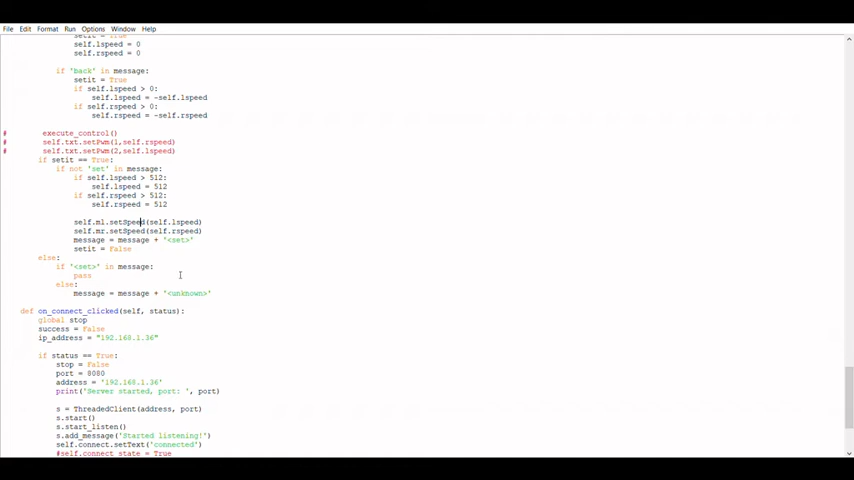 File Edit Format Run Options Window Help
setit = True
self.lspeed = 0
self.rspeed = 0
if 'back' in message:
setit = True
if self.lspeed > 0:
self.lspeed = -self.lspeed
if self.rspeed > 0:
self.rspeed = -self.rspeed
# execute_control()
# self.txt.setPwm(1,self.rspeed)
# self.txt.setPwm(2,self.lspeed)
if setit == True:
if not 'set' in message:
if self.lspeed > 512:
self.lspeed = 512
if self.rspeed > 512:
self.rspeed = 512
self.ml.setSpeed(self.lspeed)
self.mr.setSpeed(self.rspeed)
message = message + '<set>'
setit = False
else:
if '<set>' in message:
pass
else:
message = message + '<unknown>'
def on_connect_clicked(self, status):
global stop
success = False
ip_address = "192.168.1.36"
if status == True:
stop = False
port = 8080
address = '192.168.1.36'
print('Server started, port: ', port)
s = ThreadedClient(address, port)
s.start()
s.start_listen()
s.add_message('Started listening!')
self.connect.setText('connected')
#self.connect state = True